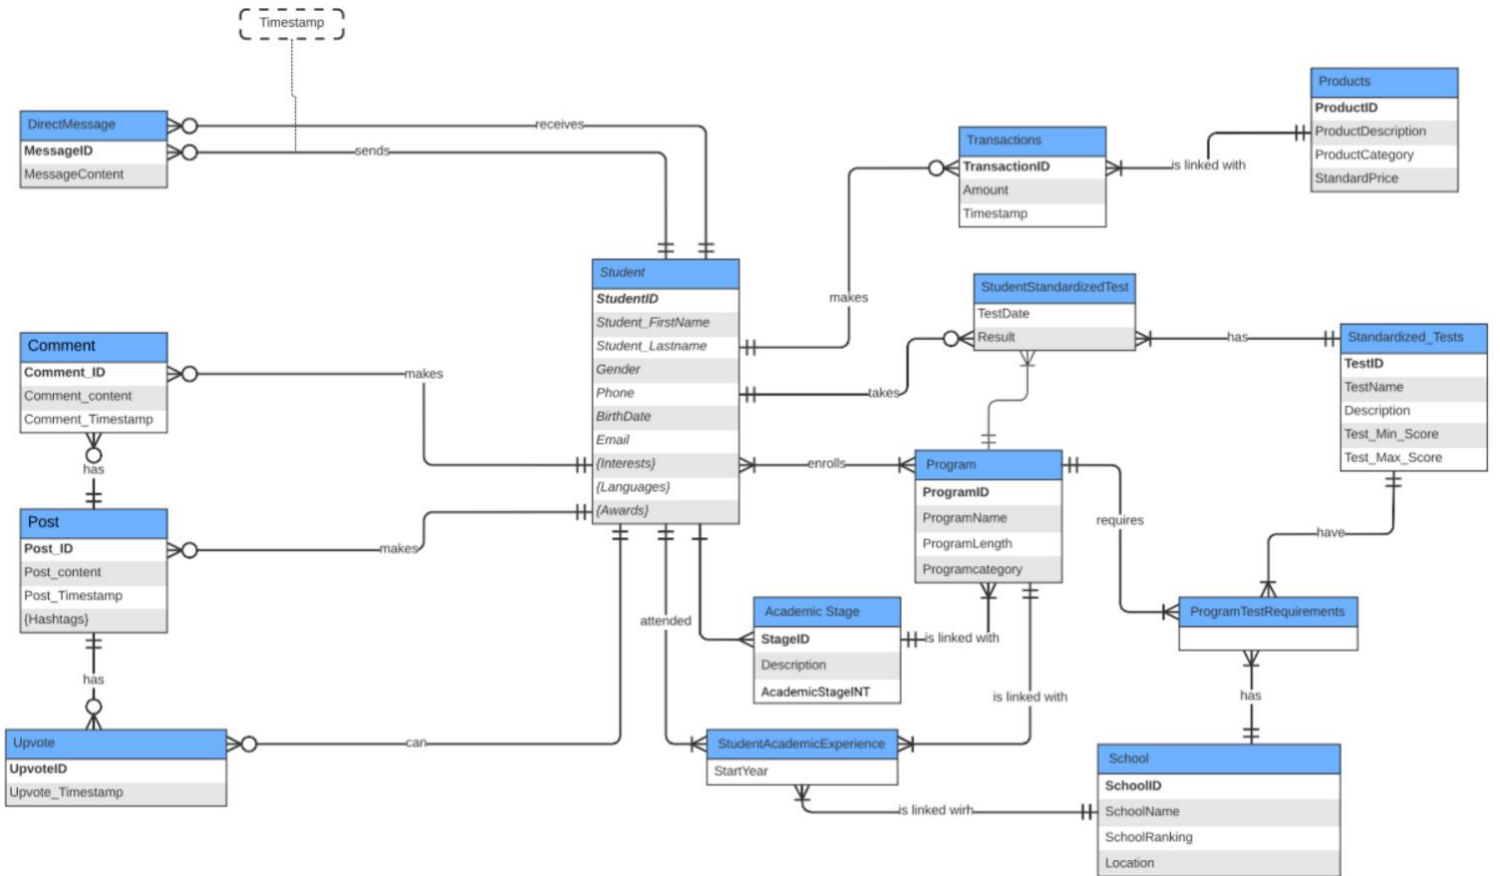 Timestamp
DirectMessage
MessageID
MessageContent
receives
sends
Products
ProductID
ProductDescription
ProductCategory
StandardPrice
Transactions
TransactionID
Amount
Timestamp
is linked with
Student
StudentID
Student_FirstName
Student_Lastname
Gender
Phone
BirthDate
Email
{Interests}
{Languages}
{Awards}
makes
takes
enrolls
StudentStandardizedTest
TestDate
Result
has
Standardized_Tests
TestID
TestName
Description
Test_Min_Score
Test_Max_Score
Comment
Comment_ID
Comment_content
Comment_Timestamp
makes
has
Post
Post_ID
Post_content
Post_Timestamp
{Hashtags}
makes
has
Upvote
UpvoteID
Upvote_Timestamp
can
Program
ProgramID
ProgramName
ProgramLength
Programcategory
requires
have
ProgramTestRequirements
attended
Academic Stage
StageID
Description
AcademicStageINT
is linked with
is linked with
has
StudentAcademicExperience
StartYear
is linked wirh
School
SchoolID
SchoolName
SchoolRanking
Location